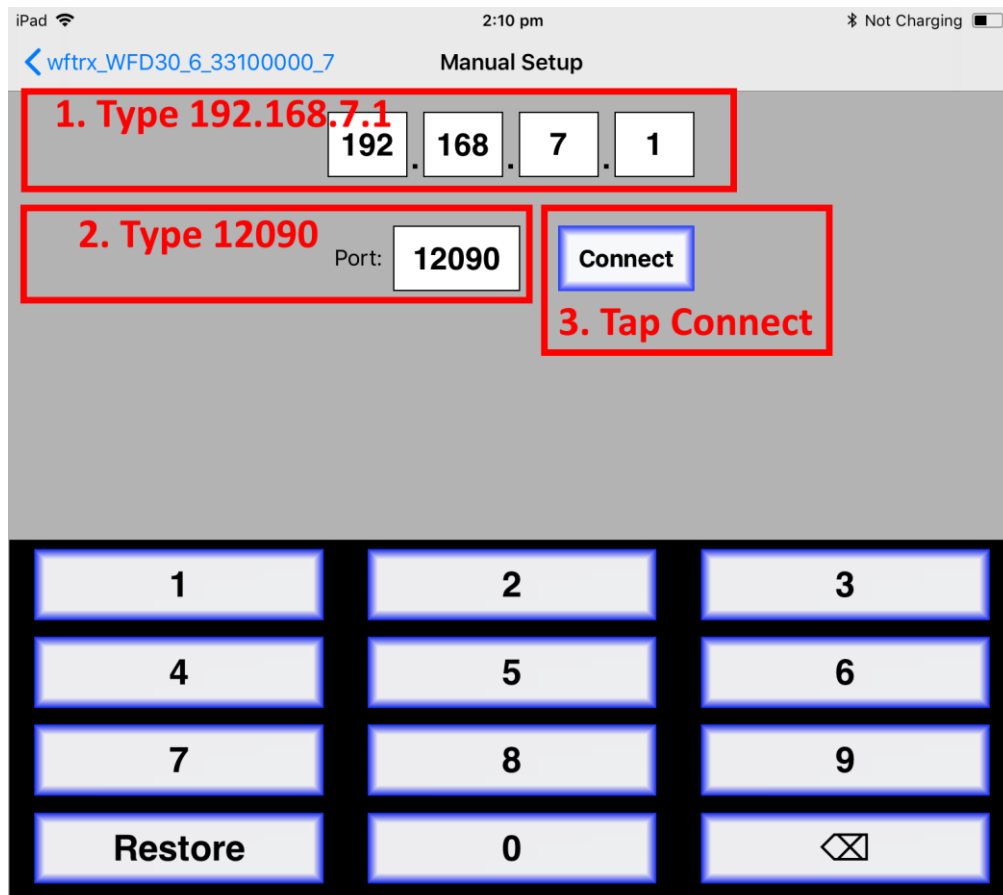 iPad 2:10 pm Not Charging
wftrx_WFD30_6_33100000_7 Manual Setup
1. Type 192.168.7.1
192 . 168 . 7 . 1
2. Type 12090
Port: 12090 Connect
3. Tap Connect
1 2 3
4 5 6
7 8 9
Restore 0